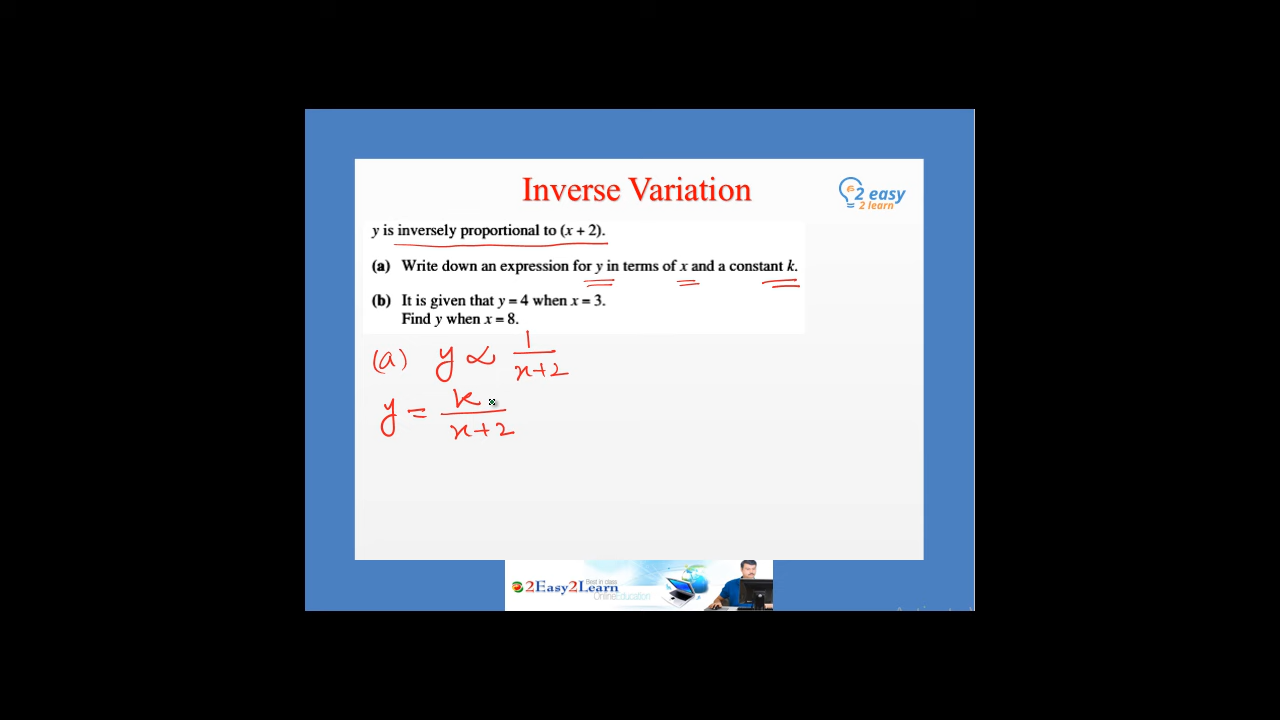 Inverse Variation
2 easy
2 learn
y is inversely proportional to (x + 2).
(a) Write down an expression for y in terms of x and a constant k.
(b) It is given that y = 4 when x = 3.
Find y when x = 8.
(a) y ∝ 1/(x+2)
y = k/(x+2)
2Easy2Learn
Best in class
Online Education